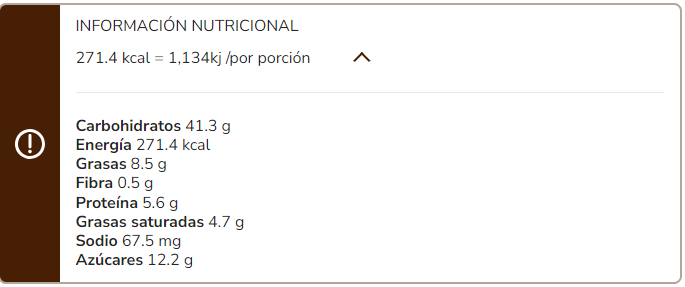 INFORMACIÓN NUTRICIONAL
271.4 kcal = 1,134kj /por porción
Carbohidratos 41.3 g
Energía 271.4 kcal
Grasas 8.5 g
Fibra 0.5 g
Proteína 5.6 g
Grasas saturadas 4.7 g
Sodio 67.5 mg
Azúcares 12.2 g